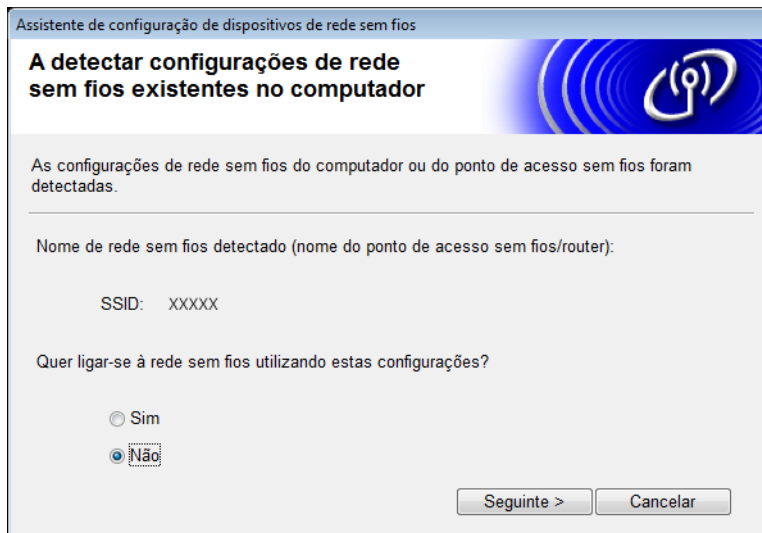 Assistente de configuração de dispositivos de rede sem fios
A detectar configurações de rede
sem fios existentes no computador
As configurações de rede sem fios do computador ou do ponto de acesso sem fios foram
detectadas.
Nome de rede sem fios detectado (nome do ponto de acesso sem fios/router):
SSID: XXXXX
Quer ligar-se à rede sem fios utilizando estas configurações?
Sim
Não
Seguinte > Cancelar